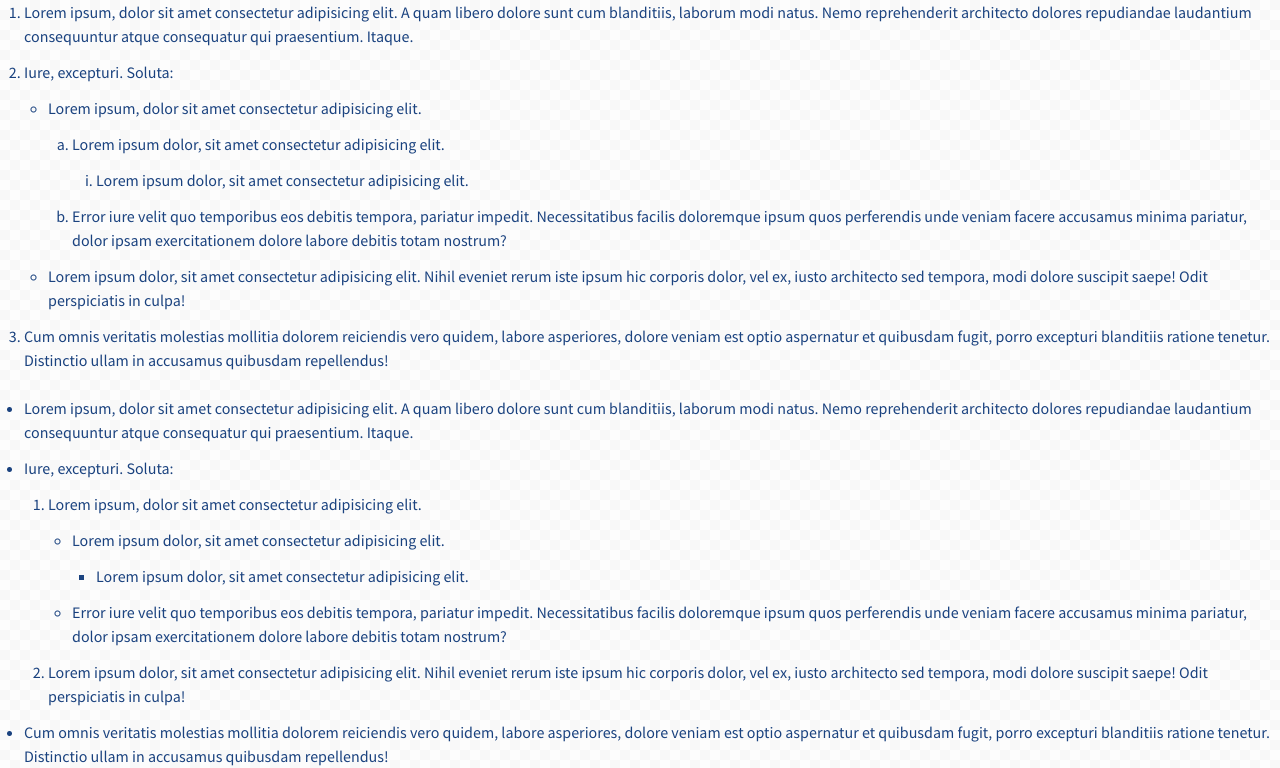 1. Lorem ipsum, dolor sit amet consectetur adipisicing elit. A quam libero dolore sunt cum blanditiis, laborum modi natus. Nemo reprehenderit architecto dolores repudiandae laudantium
consequuntur atque consequatur qui praesentium. Itaque.
2. Iure, excepturi. Soluta:
◦ Lorem ipsum, dolor sit amet consectetur adipisicing elit.
a. Lorem ipsum dolor, sit amet consectetur adipisicing elit.
i. Lorem ipsum dolor, sit amet consectetur adipisicing elit.
b. Error iure velit quo temporibus eos debitis tempora, pariatur impedit. Necessitatibus facilis doloremque ipsum quos perferendis unde veniam facere accusamus minima pariatur,
dolor ipsam exercitationem dolore labore debitis totam nostrum?
◦ Lorem ipsum dolor, sit amet consectetur adipisicing elit. Nihil eveniet rerum iste ipsum hic corporis dolor, vel ex, iusto architecto sed tempora, modi dolore suscipit saepe! Odit
perspiciatis in culpa!
3. Cum omnis veritatis molestias mollitia dolorem reiciendis vero quidem, labore asperiores, dolore veniam est optio aspernatur et quibusdam fugit, porro excepturi blanditiis ratione tenetur.
Distinctio ullam in accusamus quibusdam repellendus!
• Lorem ipsum, dolor sit amet consectetur adipisicing elit. A quam libero dolore sunt cum blanditiis, laborum modi natus. Nemo reprehenderit architecto dolores repudiandae laudantium
consequuntur atque consequatur qui praesentium. Itaque.
• Iure, excepturi. Soluta:
1. Lorem ipsum, dolor sit amet consectetur adipisicing elit.
◦ Lorem ipsum dolor, sit amet consectetur adipisicing elit.
▪ Lorem ipsum dolor, sit amet consectetur adipisicing elit.
◦ Error iure velit quo temporibus eos debitis tempora, pariatur impedit. Necessitatibus facilis doloremque ipsum quos perferendis unde veniam facere accusamus minima pariatur,
dolor ipsam exercitationem dolore labore debitis totam nostrum?
2. Lorem ipsum dolor, sit amet consectetur adipisicing elit. Nihil eveniet rerum iste ipsum hic corporis dolor, vel ex, iusto architecto sed tempora, modi dolore suscipit saepe! Odit
perspiciatis in culpa!
• Cum omnis veritatis molestias mollitia dolorem reiciendis vero quidem, labore asperiores, dolore veniam est optio aspernatur et quibusdam fugit, porro excepturi blanditiis ratione tenetur.
Distinctio ullam in accusamus quibusdam repellendus!